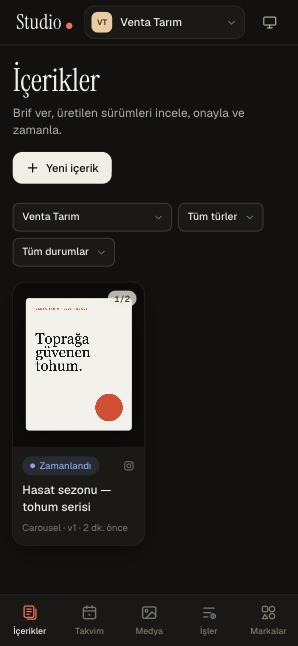 Studio
VT Venta Tarım
İçerikler
Brif ver, üretilen sürümleri incele, onayla ve
zamanla.
+ Yeni içerik
Venta Tarım
Tüm türler
Tüm durumlar
1/2
Toprağa
güvenen
tohum.
Zamanlandı
Hasat sezonu —
tohum serisi
Carousel · v1 · 2 dk. önce
İçerikler
Takvim
Medya
İşler
Markalar